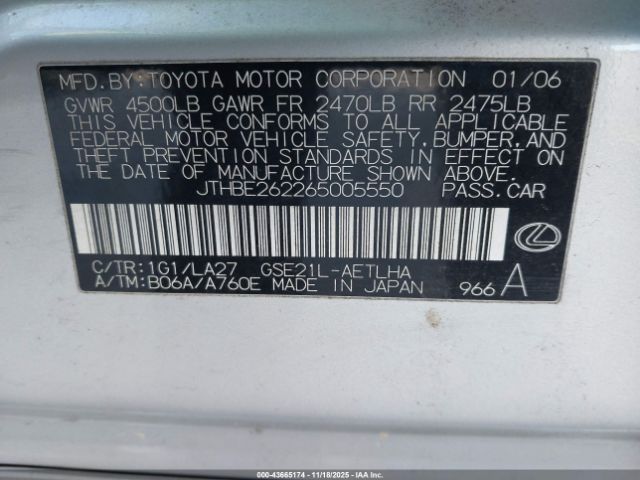 MFD. BY: TOYOTA MOTOR CORPORATION 01/06
GVWR 4500LB GAWR FR 2470LB RR 2475LB
THIS VEHICLE CONFORMS TO ALL APPLICABLE
FEDERAL MOTOR VEHICLE SAFETY, BUMPER, AND
THEFT PREVENTION STANDARDS IN EFFECT ON
THE DATE OF MANUFACTURE SHOWN ABOVE.
JTHBE262265005550 PASS. CAR
C/TR: 1G1/LA27 GSE21L-AETLHA
A/TM: B06A/A760E MADE IN JAPAN 966 A
000-43665174 | 11/18/2025 - IAAI.COM